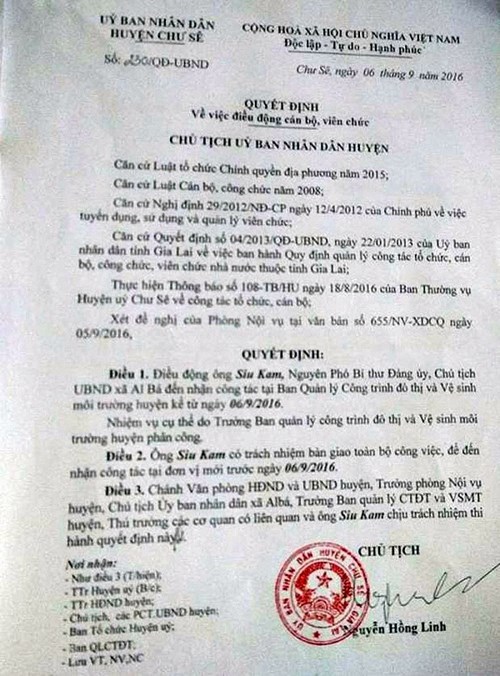 UỶ BAN NHÂN DÂN
HUYỆN CHƯ SÊ
CỘNG HOÀ XÃ HỘI CHỦ NGHĨA VIỆT NAM
Độc lập - Tự do - Hạnh phúc
Số: 230/QĐ-UBND
Chư Sê, ngày 06 tháng 9 năm 2016
QUYẾT ĐỊNH
Về việc điều động cán bộ, viên chức
CHỦ TỊCH UỶ BAN NHÂN DÂN HUYỆN
Căn cứ Luật tổ chức Chính quyền địa phương năm 2015;
Căn cứ Luật Cán bộ, công chức năm 2008;
Căn cứ Nghị định 29/2012/NĐ-CP ngày 12/4/2012 của Chính phủ về việc
tuyển dụng, sử dụng và quản lý viên chức;
Căn cứ Quyết định số 04/2013/QĐ-UBND, ngày 22/01/2013 của Uỷ ban
nhân dân tỉnh Gia Lai về việc ban hành Quy định quản lý công tác tổ chức, cán
bộ, công chức, viên chức nhà nước thuộc tỉnh Gia Lai;
Thực hiện Thông báo số 108-TB/HU ngày 18/8/2016 của Ban Thường vụ
Huyện uỷ Chư Sê về công tác tổ chức, cán bộ;
Xét đề nghị của Phòng Nội vụ tại văn bản số 655/NV-XDCQ ngày
05/9/2016,
QUYẾT ĐỊNH:
Điều 1. Điều động ông Siu Kam, Nguyên Phó Bí thư Đảng ủy, Chủ tịch
UBND xã AI Bá đến nhận công tác tại Ban Quản lý Công trình đô thị và Vệ sinh
môi trường huyện kể từ ngày 06/9/2016.
Nhiệm vụ cụ thể do Trưởng Ban quản lý công trình đô thị và Vệ sinh môi
trường huyện phân công.
Điều 2. Ông Siu Kam có trách nhiệm bàn giao toàn bộ công việc, để đến
nhận công tác tại đơn vị mới trước ngày 06/9/2016.
Điều 3. Chánh Văn phòng HĐND và UBND huyện, Trưởng phòng Nội vụ
huyện, Chủ tịch Ủy ban nhân dân xã Albá, Trưởng Ban quản lý CTĐT và VSMT
huyện, Thủ trưởng các cơ quan có liên quan và ông Siu Kam chịu trách nhiệm thi
hành quyết định này./.
Nơi nhận:
- Như điều 3 (T/hiện);
- TTr Huyện uỷ (B/c);
- TTr HĐND huyện;
- Chủ tịch, các PCT.UBND huyện;
- Ban Tổ chức Huyện uỷ;
- Ban QLCTĐT;
- Lưu VT, NV,NC
CHỦ TỊCH
ỦY BAN NHÂN DÂN HUYỆN CHƯ SÊ
GIA LAI
Nguyễn Hồng Linh